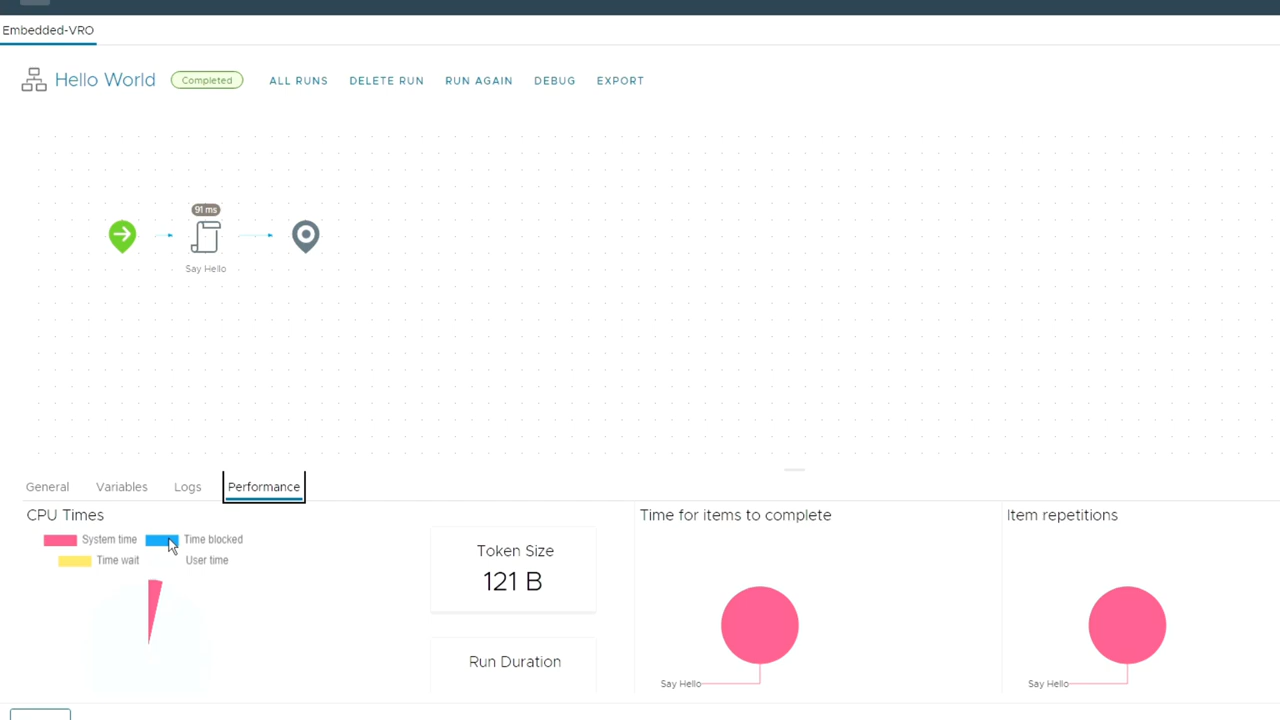 Embedded-VRO
Hello World
Completed
ALL RUNS
DELETE RUN
RUN AGAIN
DEBUG
EXPORT
91 ms
Say Hello
General
Variables
Logs
Performance
CPU Times
System time
Time blocked
Time wait
User time
Token Size
121 B
Run Duration
Time for items to complete
Say Hello
Item repetitions
Say Hello